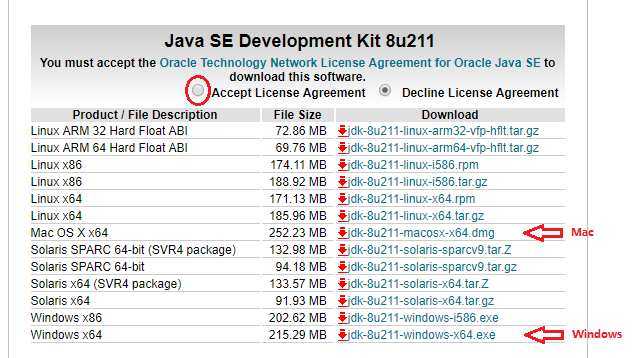 Java SE Development Kit 8u211
You must accept the Oracle Technology Network License Agreement for Oracle Java SE to
download this software.
Accept License Agreement Decline License Agreement
Product / File Description File Size Download
Linux ARM 32 Hard Float ABI 72.86 MB jdk-8u211-linux-arm32-vfp-hflt.tar.gz
Linux ARM 64 Hard Float ABI 69.76 MB jdk-8u211-linux-arm64-vfp-hflt.tar.gz
Linux x86 174.11 MB jdk-8u211-linux-i586.rpm
Linux x86 188.92 MB jdk-8u211-linux-i586.tar.gz
Linux x64 171.13 MB jdk-8u211-linux-x64.rpm
Linux x64 185.96 MB jdk-8u211-linux-x64.tar.gz
Mac OS X x64 252.23 MB jdk-8u211-macosx-x64.dmg Mac
Solaris SPARC 64-bit (SVR4 package) 132.98 MB jdk-8u211-solaris-sparcv9.tar.Z
Solaris SPARC 64-bit 94.18 MB jdk-8u211-solaris-sparcv9.tar.gz
Solaris x64 (SVR4 package) 133.57 MB jdk-8u211-solaris-x64.tar.Z
Solaris x64 91.93 MB jdk-8u211-solaris-x64.tar.gz
Windows x86 202.62 MB jdk-8u211-windows-i586.exe
Windows x64 215.29 MB jdk-8u211-windows-x64.exe Windows